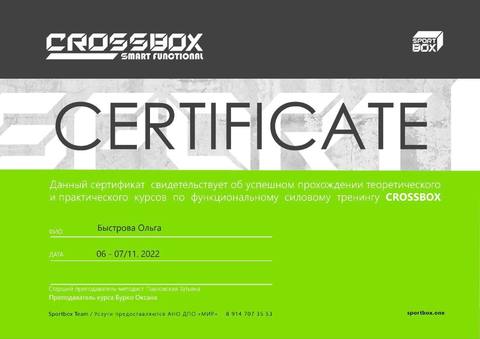 CROSSBOX
SMART FUNCTIONAL
SPORT
BOX
CERTIFICATE
Данный сертификат свидетельствует об успешном прохождении теоретического
и практического курсов по функциональному силовому тренингу CROSSBOX
ФИО: Быстрова Ольга
ДАТА 06 - 07/11. 2022
Старший преподаватель методист Павловская Татьяна
Преподаватель курса Бурко Оксана
Sportbox Team / Услуги предоставляются АНО ДПО «МИР» 8 914 707 35 53
sportbox.one